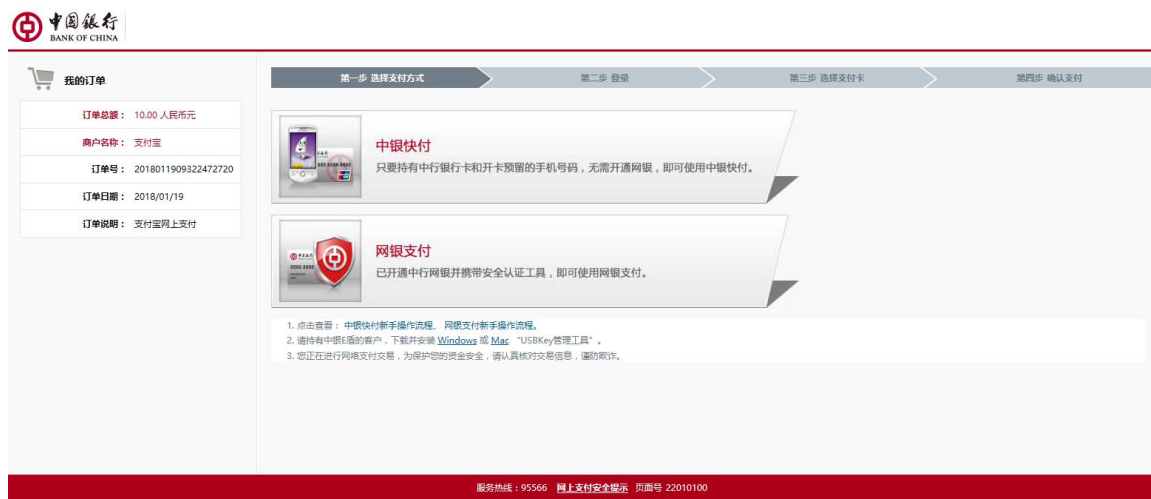 中国银行
BANK OF CHINA
我的订单
订单总额： 10.00 人民币元
商户名称： 支付宝
订单号： 2018011909322472720
订单日期： 2018/01/19
订单说明： 支付宝网上支付
第一步 选择支付方式
第二步 登录
第三步 选择支付卡
第四步 确认支付
中银快付
只要持有中行银行卡和开卡预留的手机号码，无需开通网银，即可使用中银快付。
网银支付
已开通中行网银并携带安全认证工具，即可使用网银支付。
1. 点击查看： 中银快付新手操作流程、 网银支付新手操作流程。
2. 请持有中银E盾的客户，下载并安装 Windows 或 Mac “USBKey管理工具” 。
3. 您正在进行网络支付交易，为保护您的资金安全，请认真核对交易信息，谨防欺诈。
服务热线：95566 网上支付安全提示 页面号 22010100